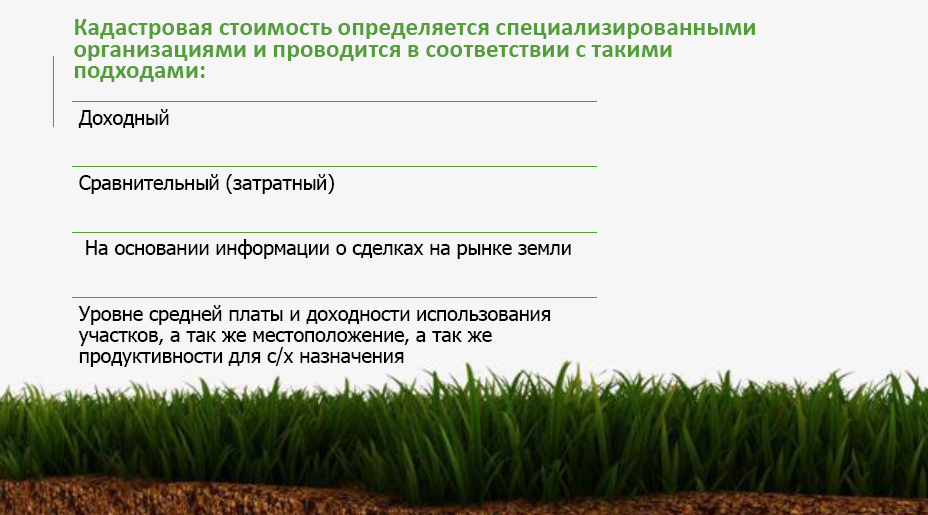 Кадастровая стоимость определяется специализированными
организациями и проводится в соответствии с такими
подходами:
Доходный
Сравнительный (затратный)
На основании информации о сделках на рынке земли
Уровне средней платы и доходности использования
участков, а так же местоположение, а так же
продуктивности для с/х назначения